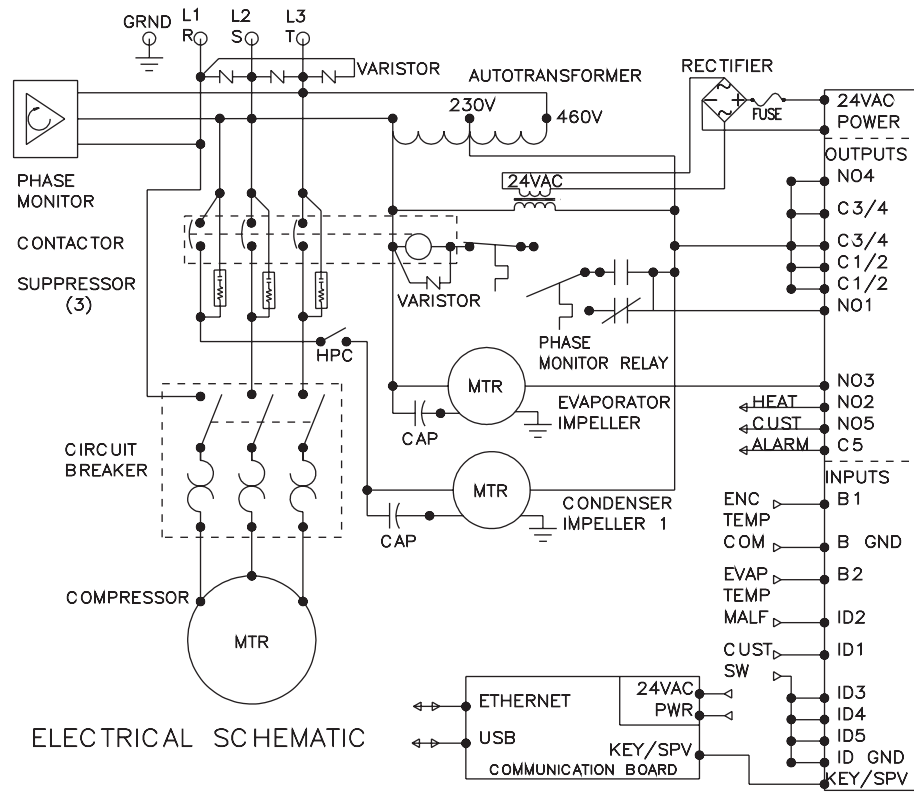 GRND
L1
L2
L3
R
S
T
VARISTOR
AUTOTRANSFORMER
230V
460V
RECTIFIER
FUSE
24VAC
POWER
OUTPUTS
PHASE
MONITOR
24VAC
NO4
C3/4
C3/4
C1/2
C1/2
NO1
CONTACTOR
SUPPRESSOR
(3)
VARISTOR
HPC
PHASE
MONITOR RELAY
MTR
CAP
EVAPORATOR
IMPELLER
NO3
HEAT
NO2
CUST
NO5
ALARM
C5
CIRCUIT
BREAKER
MTR
CAP
CONDENSER
IMPELLER 1
INPUTS
ENC
TEMP
B1
COM
B GND
EVAP
TEMP
B2
MALF
ID2
CUST
SW
ID1
ID3
ID4
ID5
ID GND
KEY/SPV
COMPRESSOR
MTR
ELECTRICAL SCHEMATIC
ETHERNET
USB
24VAC
PWR
KEY/SPV
COMMUNICATION BOARD